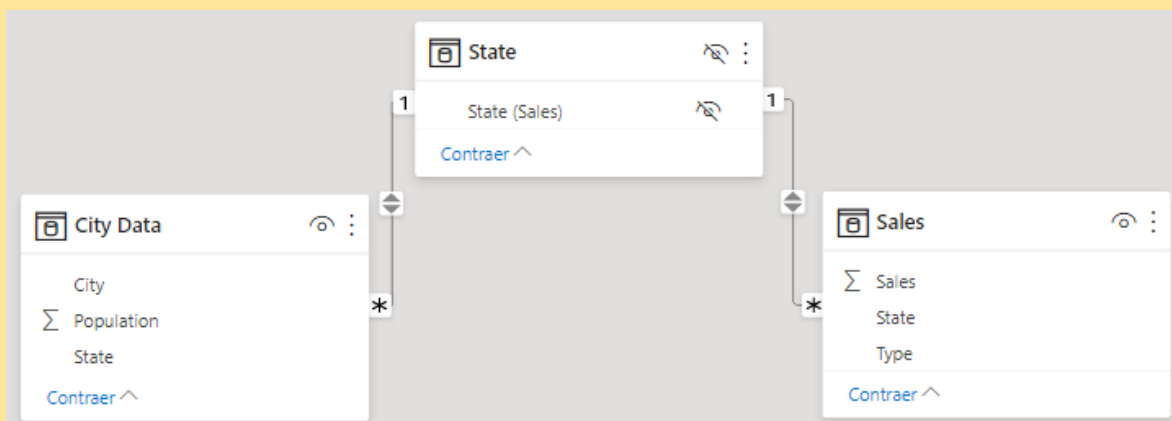 State
1
1
State (Sales)
Contraer
City Data
City
Σ Population
State
*
Contraer
Sales
Σ Sales
State
*
Type
Contraer